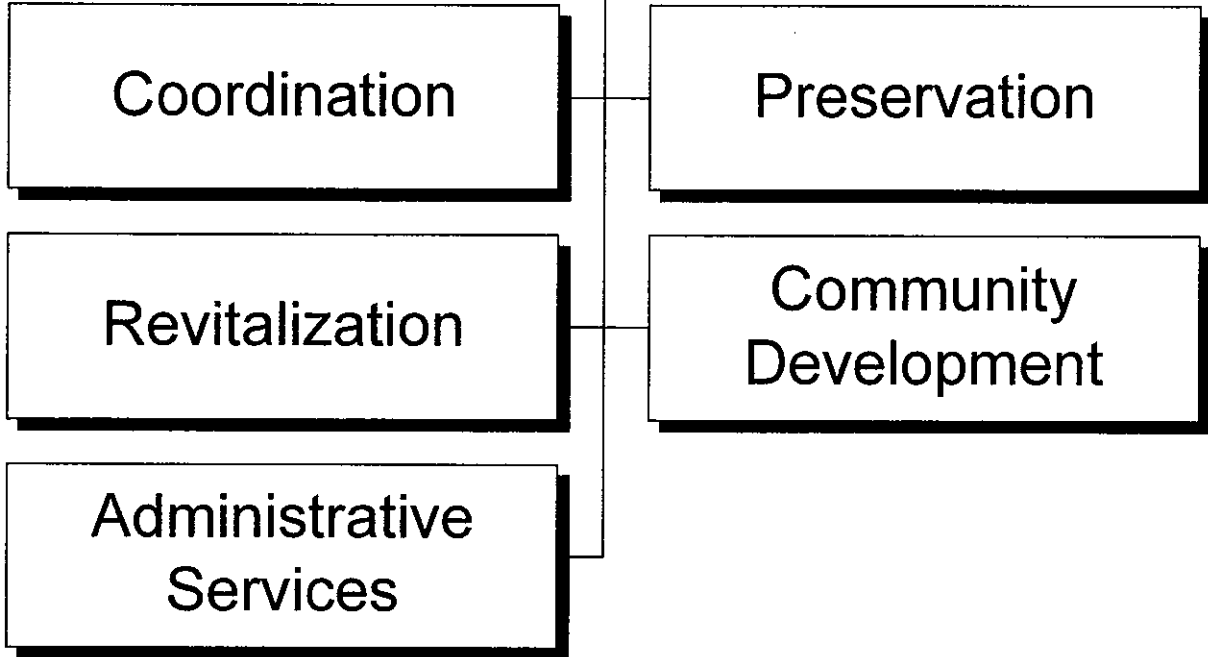 Coordination
Preservation
Revitalization
Community
Development
Administrative
Services